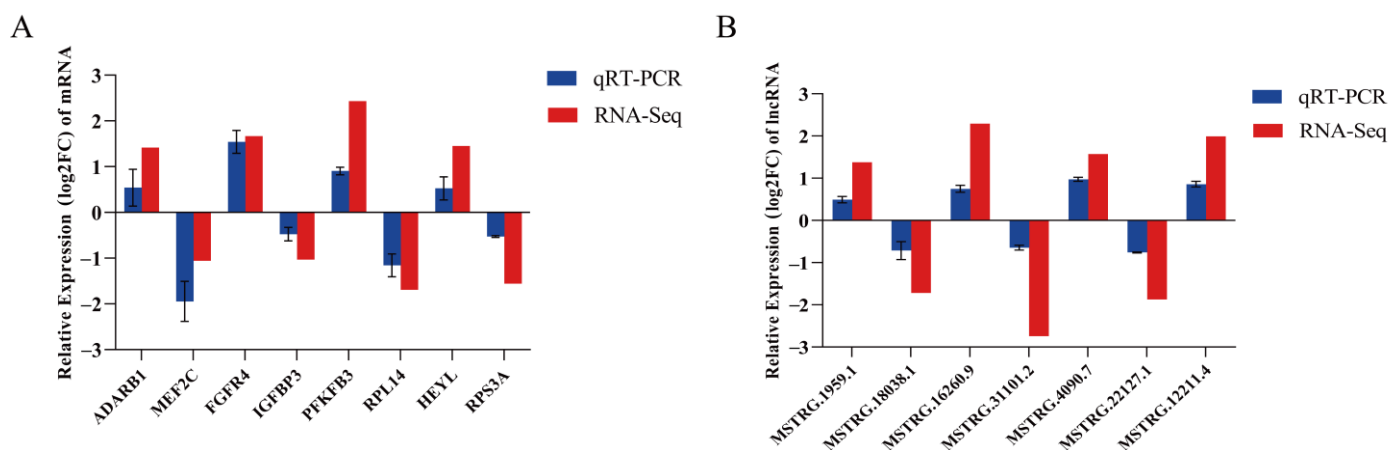 A
Relative Expression (log2FC) of mRNA
3
2
1
0
−1
−2
−3
ADARB1
MEF2C
FGFR4
IGFBP3
PFKFB3
RPL14
HEYL
RPS3A
qRT-PCR
RNA-Seq
B
Relative Expression (log2FC) of lncRNA
3
2
1
0
−1
−2
−3
MSTRG.1959.1
MSTRG.18038.1
MSTRG.16260.9
MSTRG.31101.2
MSTRG.4090.7
MSTRG.22127.1
MSTRG.12211.4
qRT-PCR
RNA-Seq